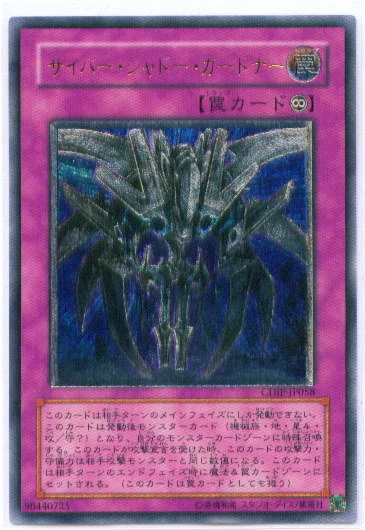 サイバー・シャドー・ガードナー
罠
トラップ
【罠カード∞】
CDIP-JP058
このカードは相手ターンのメインフェイズにしか発動できない。
このカードは発動後モンスターカード（機械族・地・星4・
攻／守？）となり、自分のモンスターカードゾーンに特殊召喚
する。このカードが攻撃宣言を受けた時、このカードの攻撃力・
守備力は相手攻撃モンスターと同じ数値になる。このカード
は相手ターンのエンドフェイズ時に魔法＆罠カードゾーンに
セットされる。（このカードは罠カードとしても扱う）
90440725
©高橋和希 スタジオ・ダイス/集英社